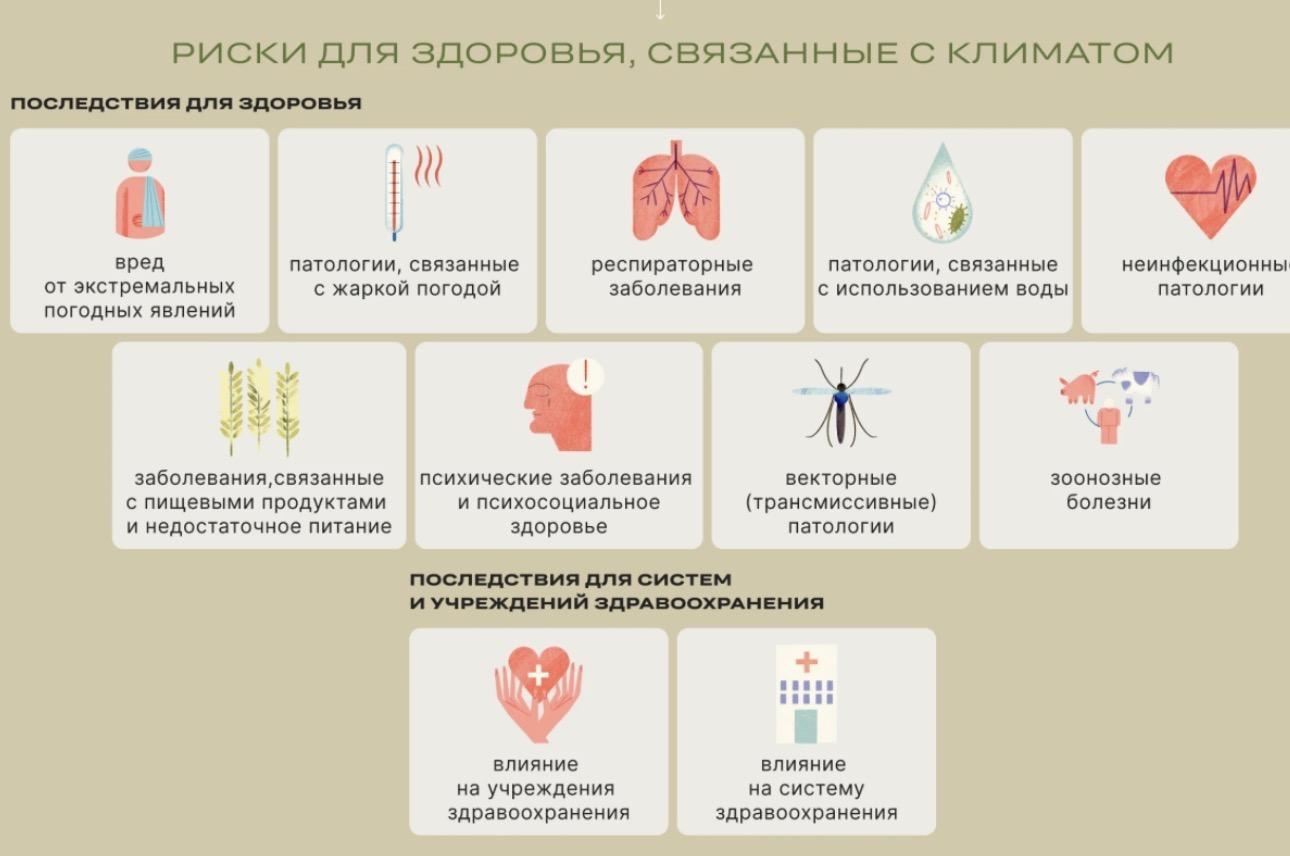 РИСКИ ДЛЯ ЗДОРОВЬЯ, СВЯЗАННЫЕ С КЛИМАТОМ
ПОСЛЕДСТВИЯ ДЛЯ ЗДОРОВЬЯ
вред
от экстремальных
погодных явлений
патологии, связанные
с жаркой погодой
респираторные
заболевания
патологии, связанные
с использованием воды
неинфекционны
патологии
заболевания,связанные
с пищевыми продуктами
и недостаточное питание
психические заболевания
и психосоциальное
здоровье
векторные
(трансмиссивные)
патологии
зоонозные
болезни
ПОСЛЕДСТВИЯ ДЛЯ СИСТЕМ
И УЧРЕЖДЕНИЙ ЗДРАВООХРАНЕНИЯ
влияние
на учреждения
здравоохранения
влияние
на систему
здравоохранения